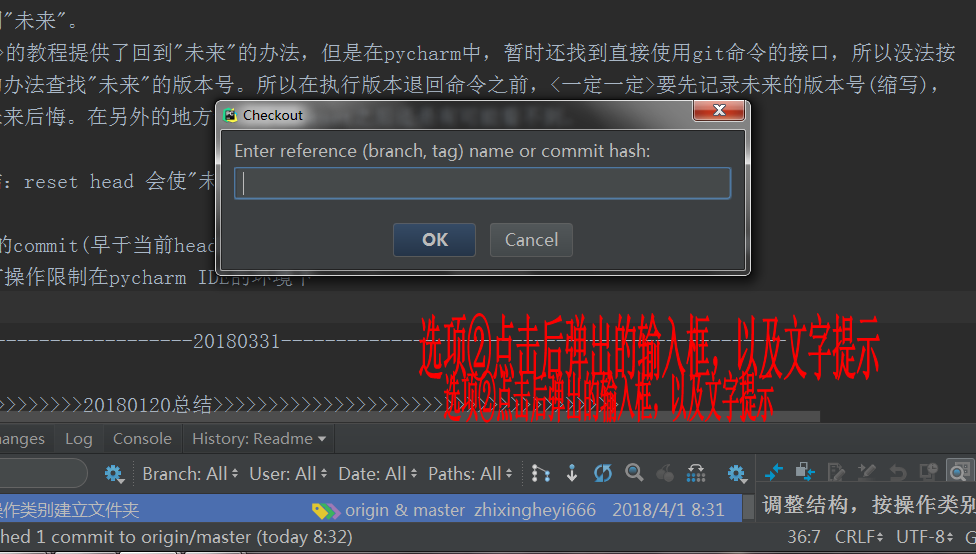 "未来"。
的教程提供了回到"未来"的办法，但是在pycharm中，暂时还找到直接使用git命令的接口，所以没法按
办法查找"未来"的版本号。所以在执行版本退回命令之前，<一定一定>要先记录未来的版本号(缩写)，
来后悔。在另外的地方
Checkout
Enter reference (branch, tag) name or commit hash:
：reset head 会使"未
OK
Cancel
的commit(早于当前head
操作限制在pycharm IDE的环境下
-----------------20180331-----------------
选项②点击后弹出的输入框，以及文字提示
选项②点击后弹出的输入框，以及文字提示
>>>>>>>20180120总结>>>>>>>>>>>>>>>>>>>>>>>>>>>>>
anges Log Console History: Readme
Branch: All User: All Date: All Paths: All
操作类别建立文件夹 origin & master zhixingheyi666 2018/4/1 8:31
调整结构，按操作类别
hed 1 commit to origin/master (today 8:32) 36:7 CRLF UTF-8 G